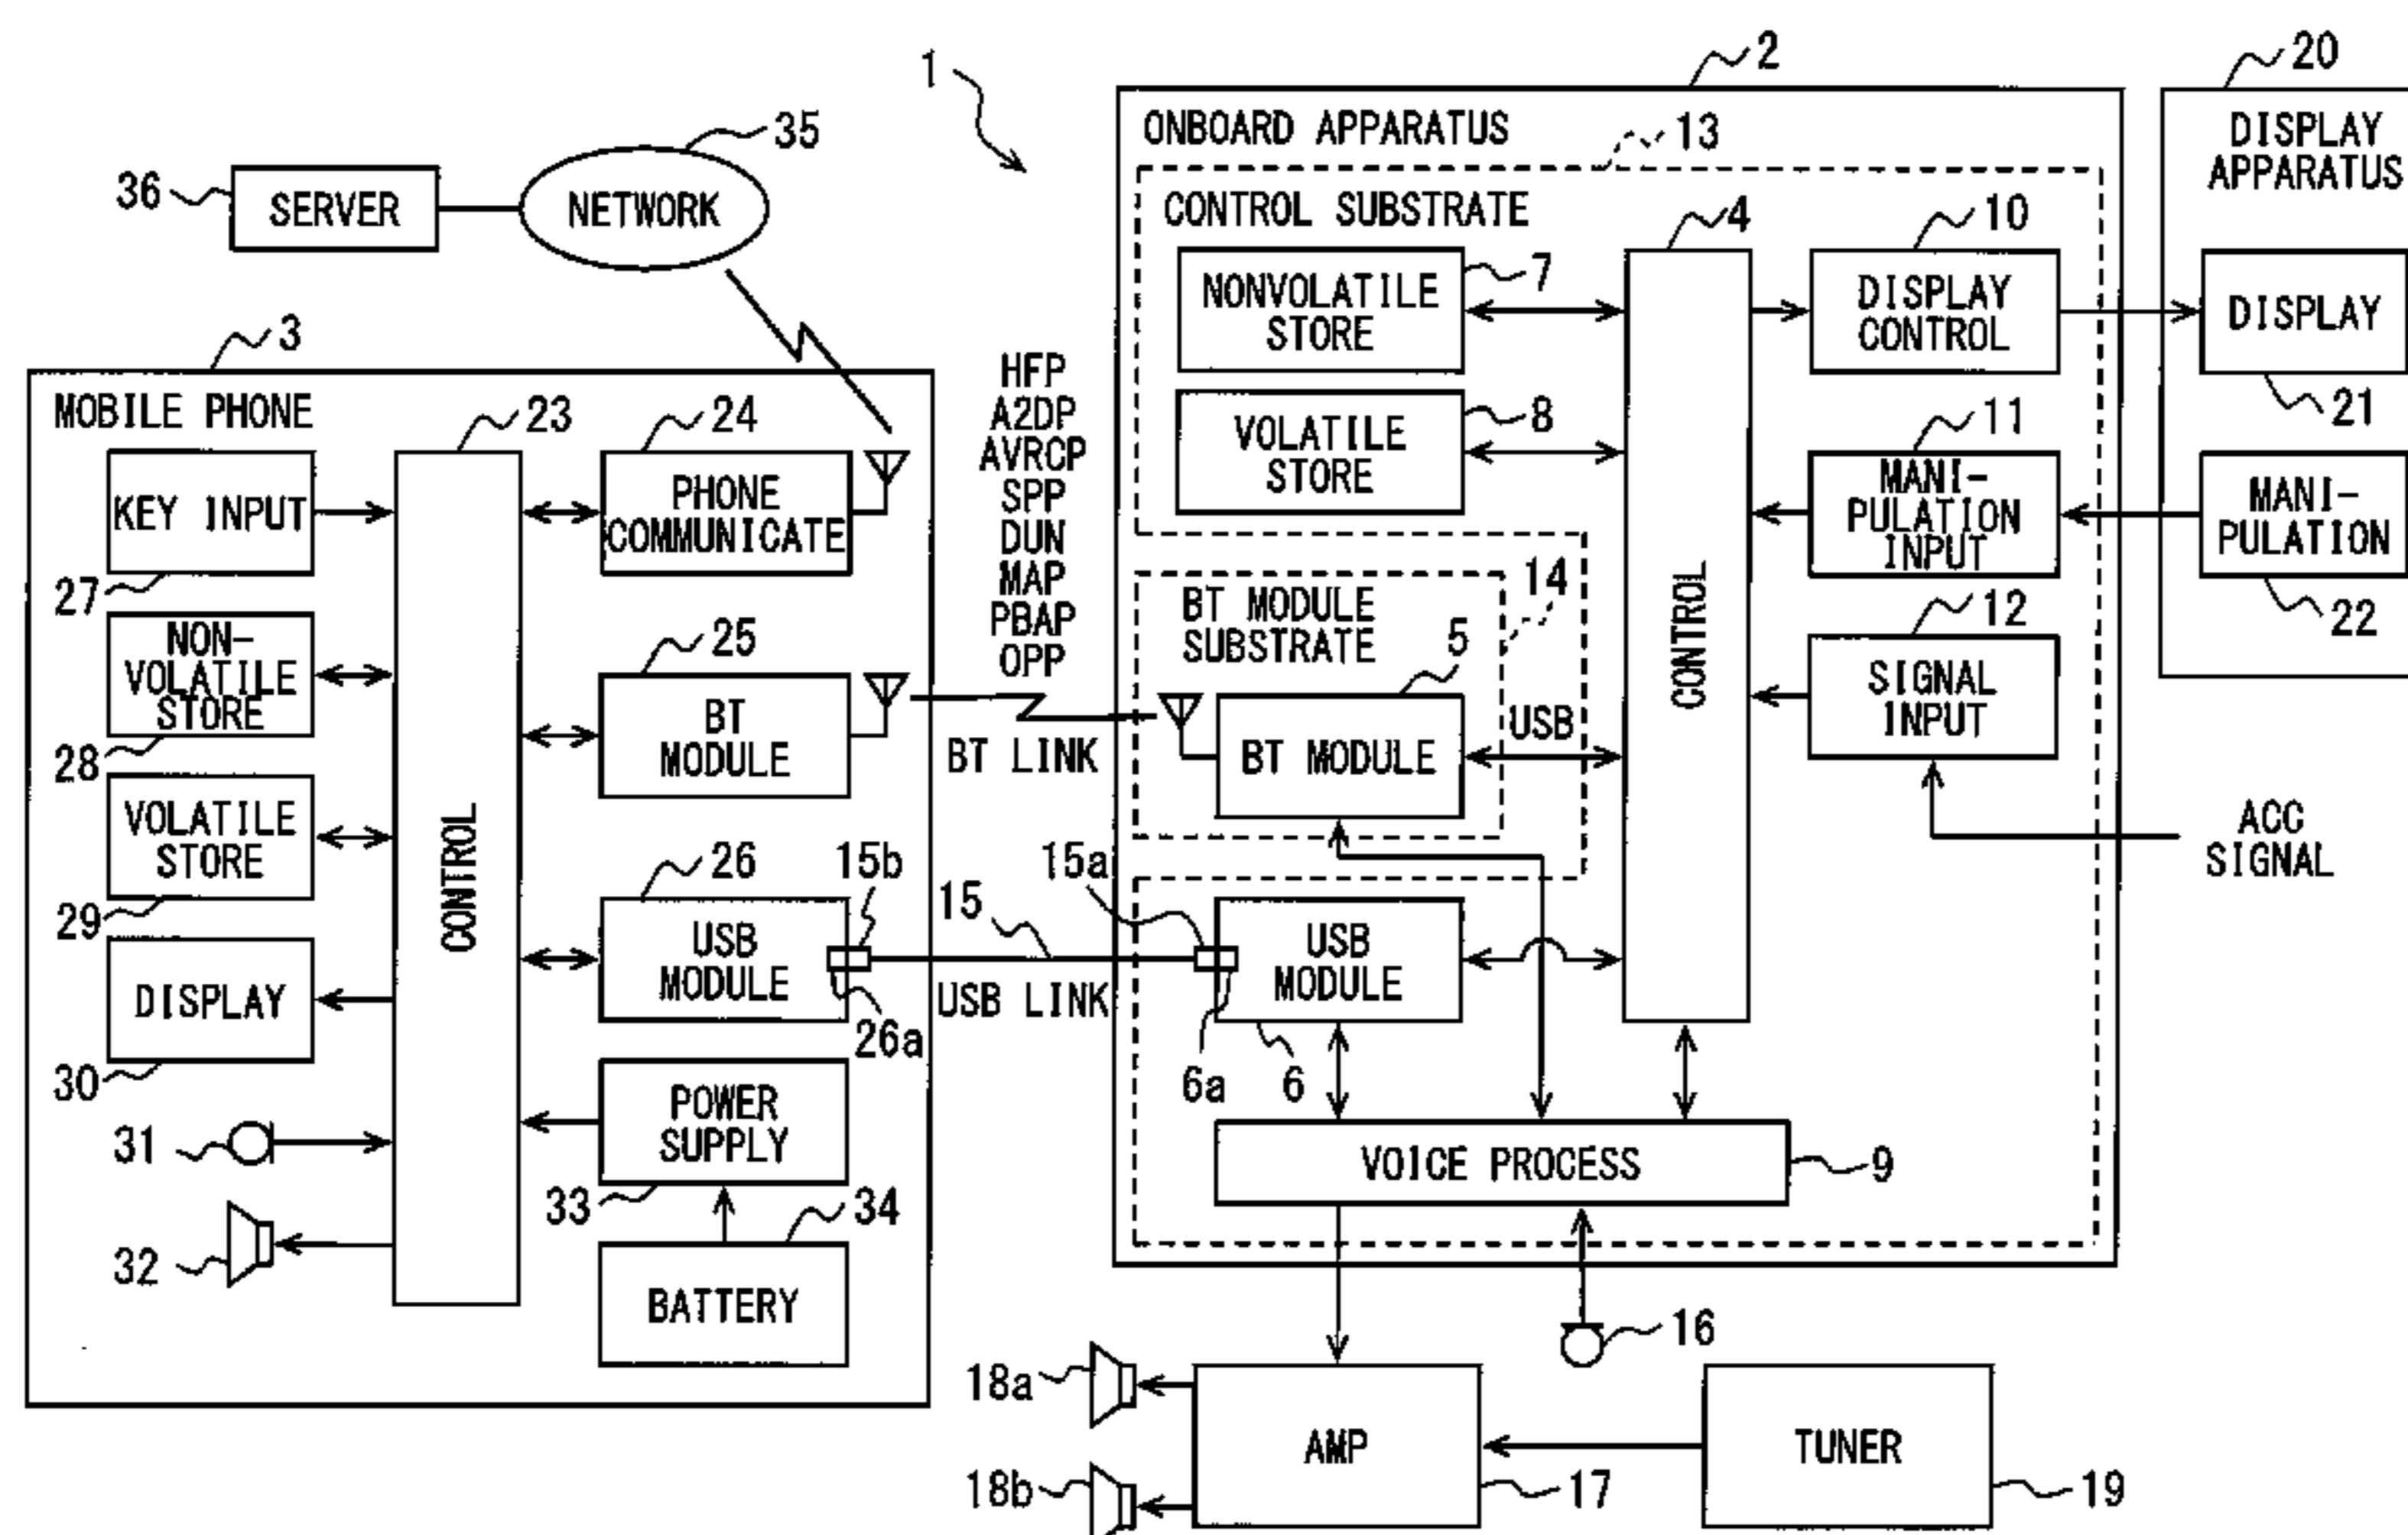 1
2
20
ONBOARD APPARATUS
13
DISPLAY
APPARATUS
35
36
SERVER
NETWORK
CONTROL SUBSTRATE
4
10
7
NONVOLATILE
STORE
DISPLAY
CONTROL
DISPLAY
21
8
VOLATILE
STORE
11
MANI-
PULATION
INPUT
MANI-
PULATION
22
3
MOBILE PHONE
23
24
KEY INPUT
27
PHONE
COMMUNICATE
HFP
A2DP
AVRCP
SPP
DUN
MAP
PBAP
OPP
BT MODULE
SUBSTRATE
14
5
CONTROL
12
SIGNAL
INPUT
NON-
VOLATILE
STORE
28
25
BT
MODULE
BT LINK
BT MODULE
USB
ACC
SIGNAL
VOLATILE
STORE
29
CONTROL
26
USB
MODULE
15b
26a
15
15a
USB LINK
USB
MODULE
6a
6
DISPLAY
30
POWER
SUPPLY
33
31
32
34
BATTERY
VOICE PROCESS
9
16
18a
18b
AMP
17
TUNER
19